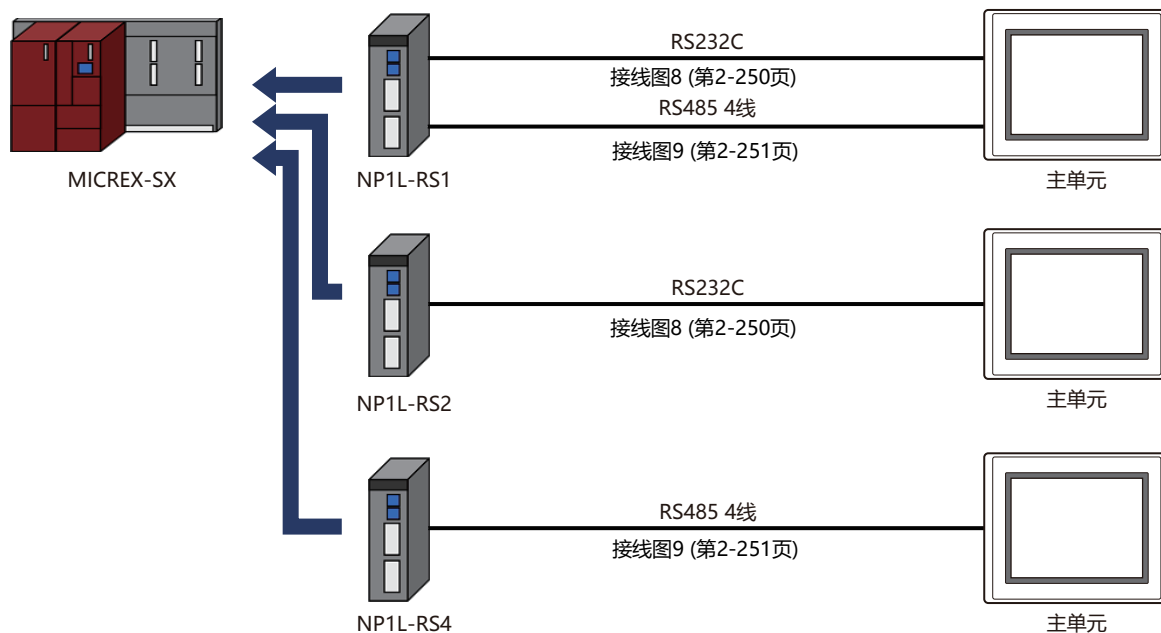 RS232C
接线图8 (第2-250页)
RS485 4线
接线图9 (第2-251页)
MICREX-SX
NP1L-RS1
主单元
RS232C
接线图8 (第2-250页)
NP1L-RS2
主单元
RS485 4线
接线图9 (第2-251页)
NP1L-RS4
主单元